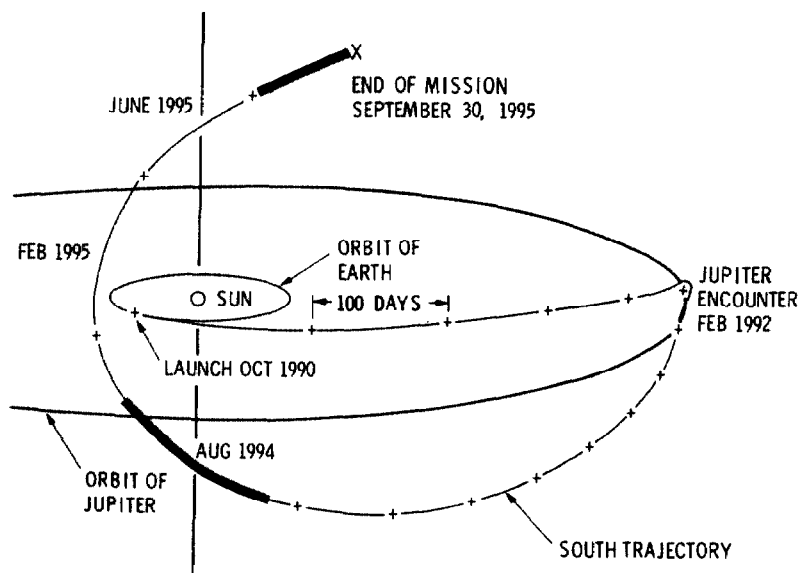 X
END OF MISSION
SEPTEMBER 30, 1995
JUNE 1995
FEB 1995
ORBIT OF
EARTH
SUN
100 DAYS
JUPITER
ENCOUNTER
FEB 1992
LAUNCH OCT 1990
AUG 1994
ORBIT OF
JUPITER
SOUTH TRAJECTORY